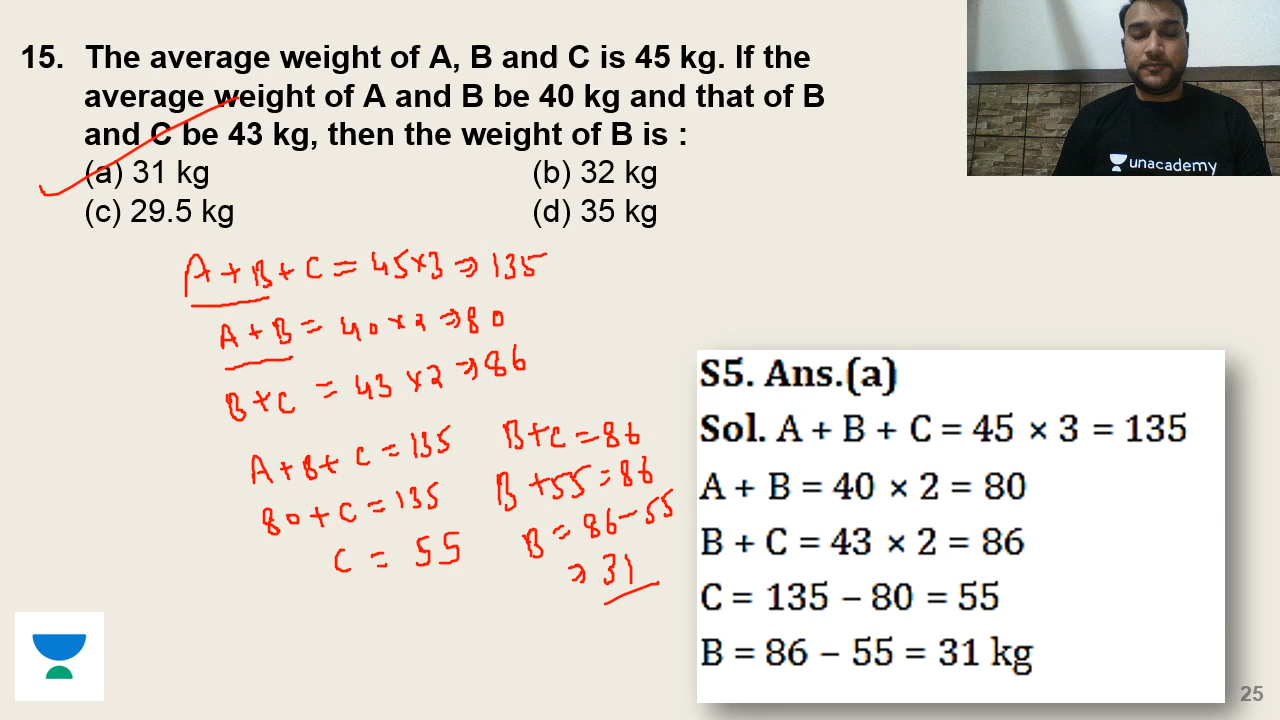 15. The average weight of A, B and C is 45 kg. If the
average weight of A and B be 40 kg and that of B
and C be 43 kg, then the weight of B is :
(a) 31 kg (b) 32 kg
(c) 29.5 kg (d) 35 kg
unacademy
A + B + C = 45 × 3 ⇒ 135
A + B = 40 × 2 ⇒ 80
B + C = 43 × 2 ⇒ 86
A + B + C = 135
80 + C = 135
C = 55
B + C = 86
B + 55 = 86
B = 86 - 55
⇒ 31
S5. Ans.(a)
Sol. A + B + C = 45 × 3 = 135
A + B = 40 × 2 = 80
B + C = 43 × 2 = 86
C = 135 − 80 = 55
B = 86 − 55 = 31 kg
25